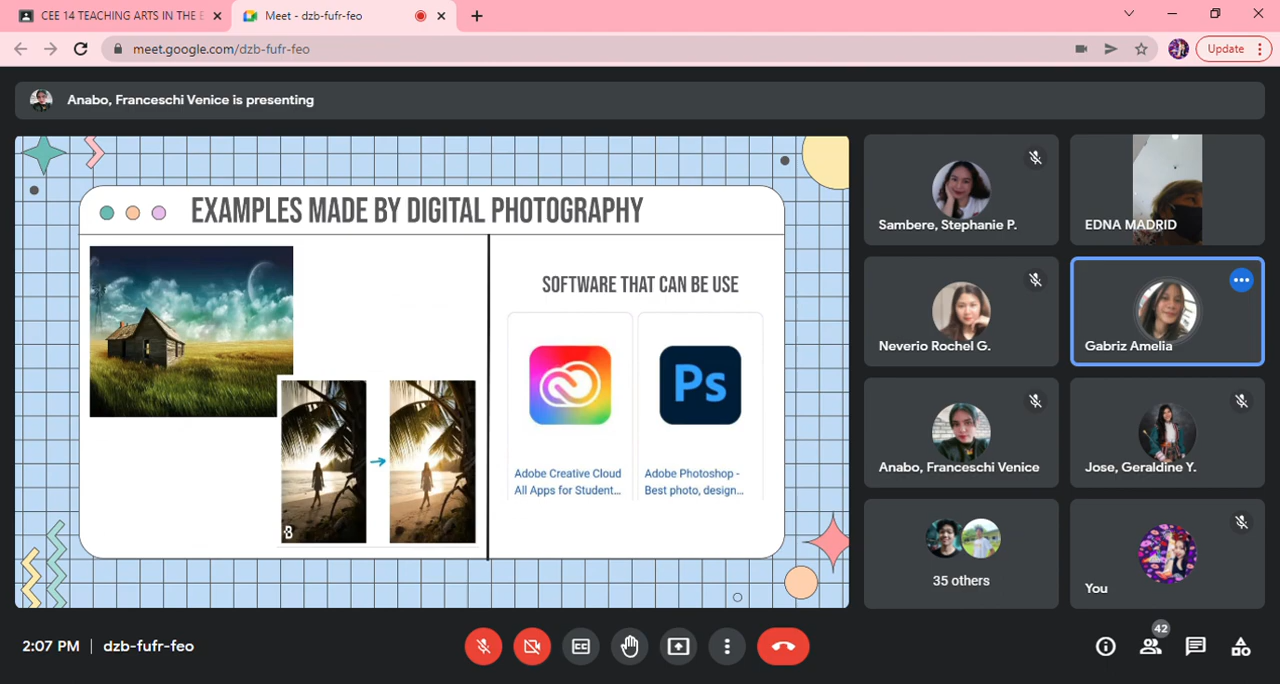 CEE 14 TEACHING ARTS IN THE E
Meet - dzb-fufr-feo
meet.google.com/dzb-fufr-feo
Update
Anabo, Franceschi Venice is presenting
EXAMPLES MADE BY DIGITAL PHOTOGRAPHY
SOFTWARE THAT CAN BE USE
Ps
Adobe Creative Cloud
All Apps for Student...
Adobe Photoshop -
Best photo, design...
B
Sambere, Stephanie P.
EDNA MADRID
Neverio Rochel G.
Gabriz Amelia
Anabo, Franceschi Venice
Jose, Geraldine Y.
35 others
You
2:07 PM | dzb-fufr-feo
CC
42